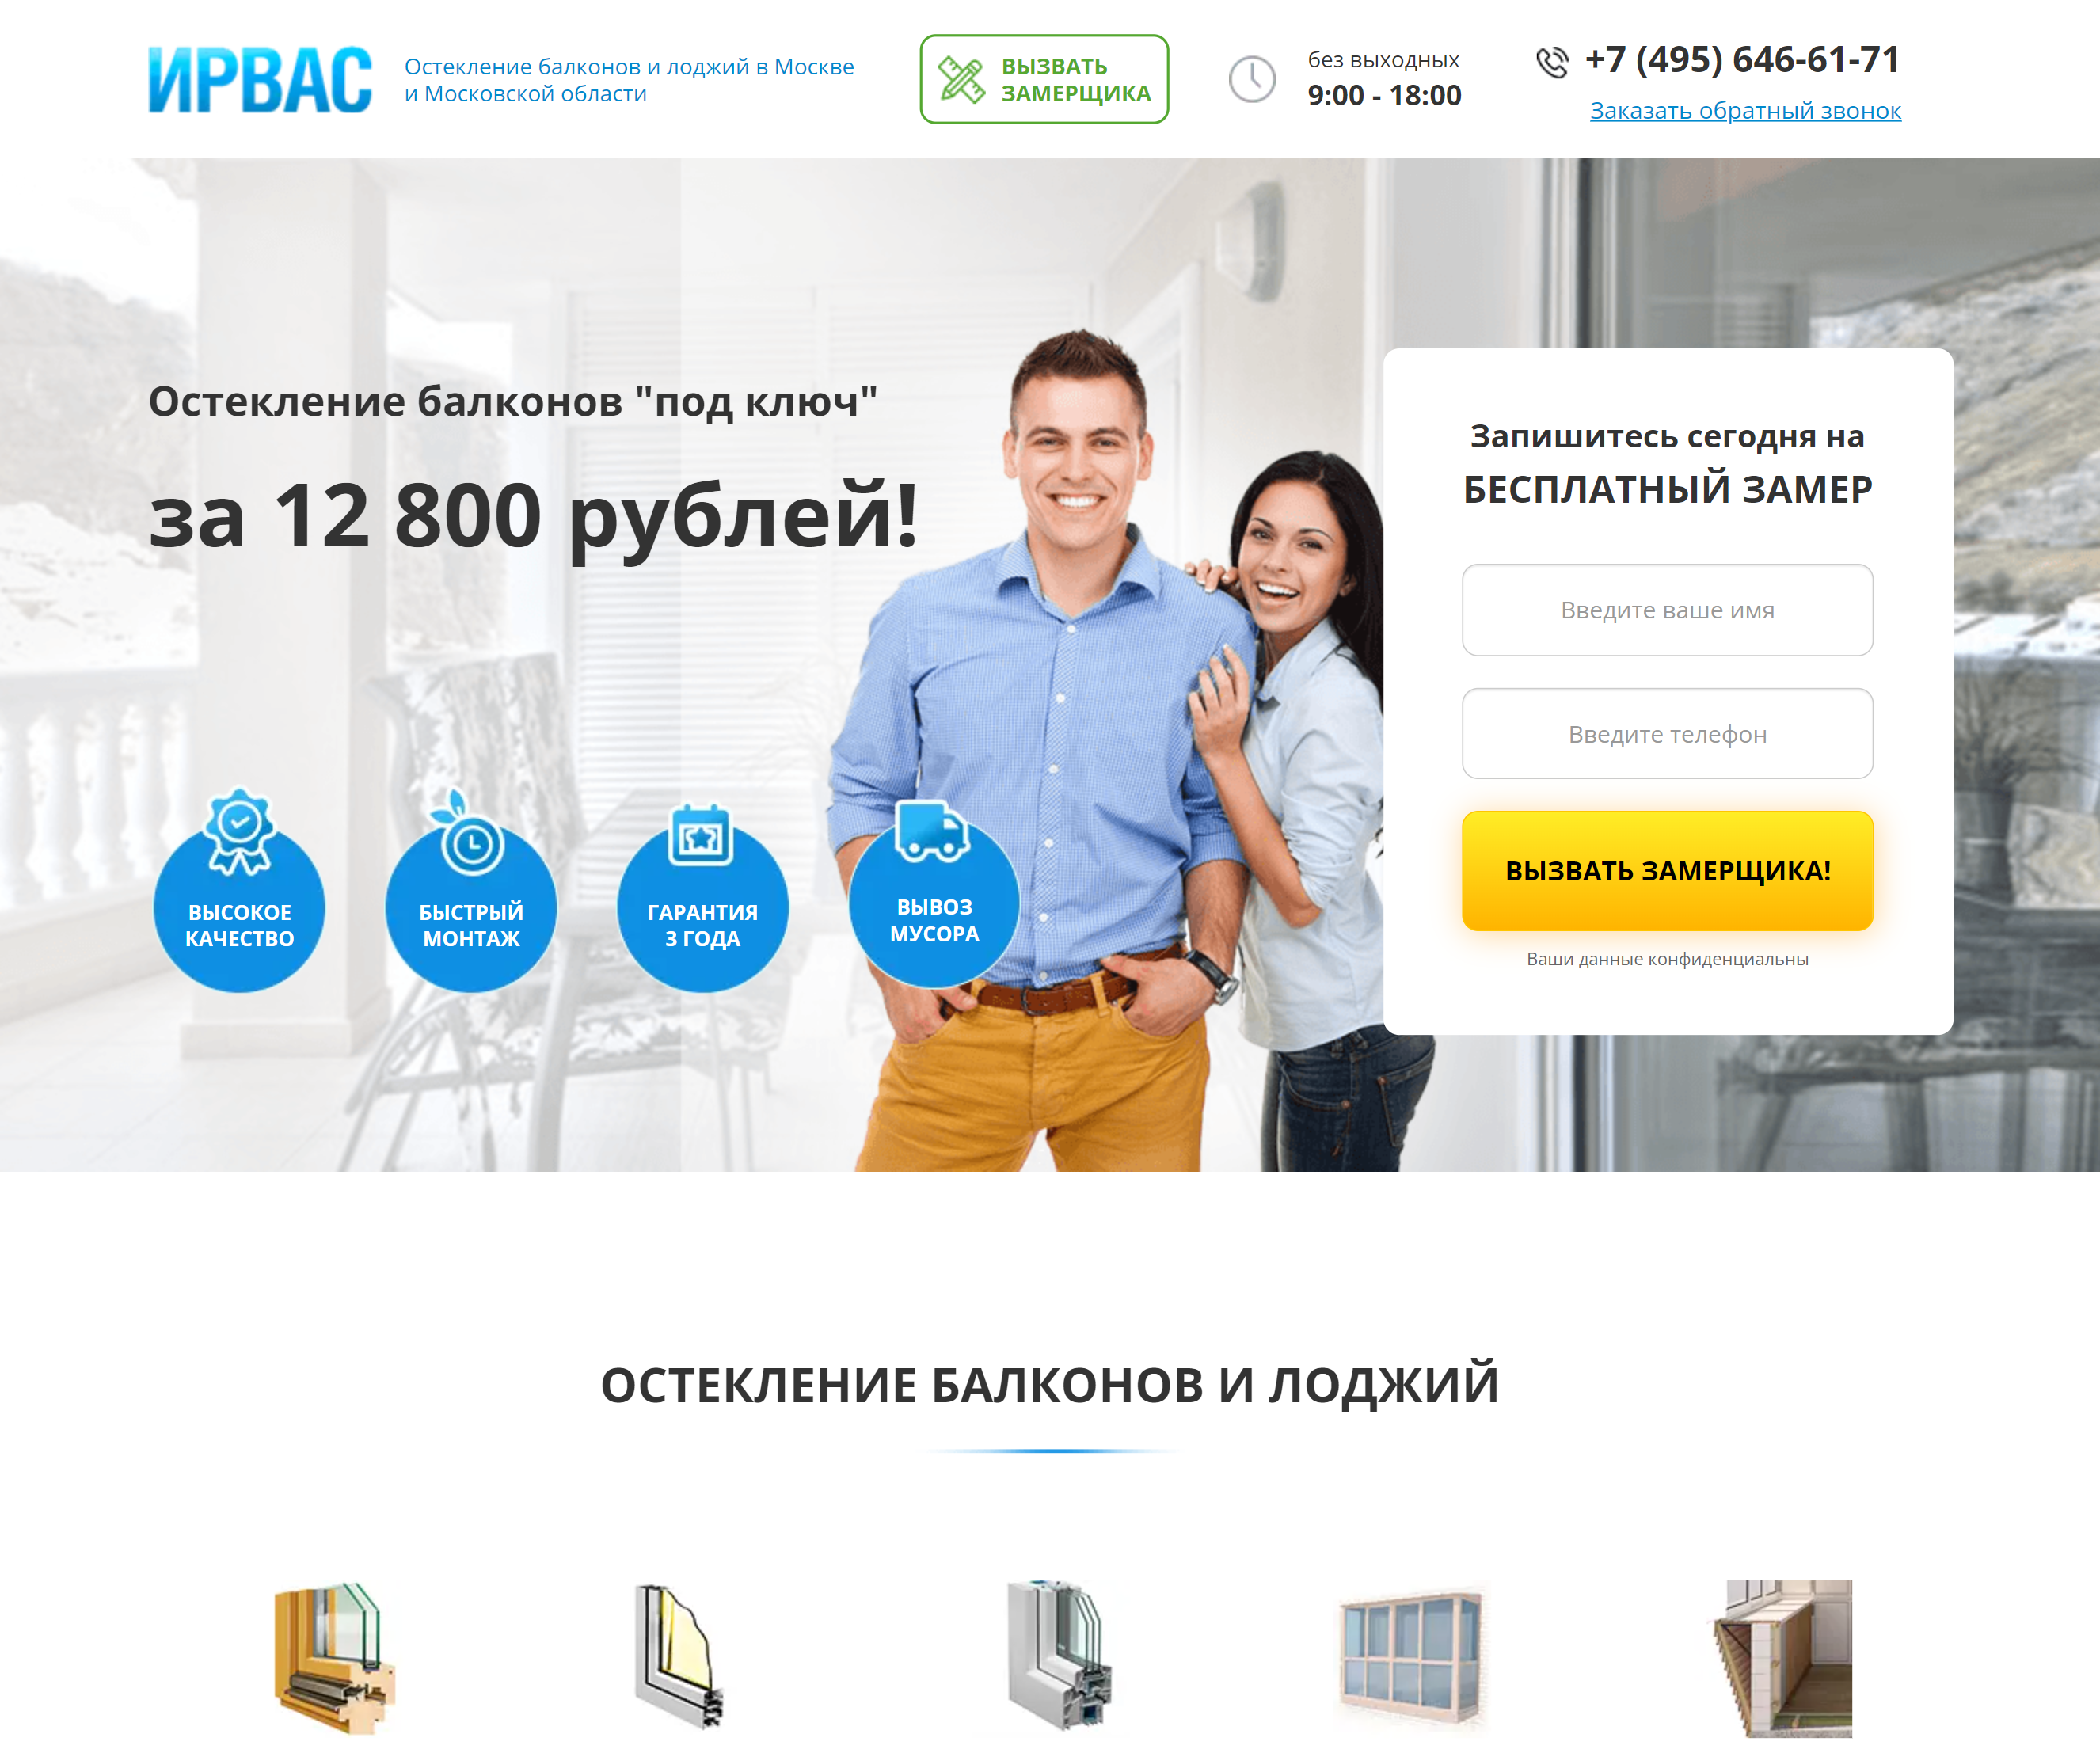 ИРВАС
Остекление балконов и лоджий в Москве
и Московской области
ВЫЗВАТЬ
ЗАМЕРЩИКА
без выходных
9:00 - 18:00
+7 (495) 646-61-71
Заказать обратный звонок
Остекление балконов "под ключ"
за 12 800 рублей!
ВЫСОКОЕ
КАЧЕСТВО
БЫСТРЫЙ
МОНТАЖ
ГАРАНТИЯ
3 ГОДА
ВЫВОЗ
МУСОРА
Запишитесь сегодня на
БЕСПЛАТНЫЙ ЗАМЕР
Введите ваше имя
Введите телефон
ВЫЗВАТЬ ЗАМЕРЩИКА!
Ваши данные конфиденциальны
ОСТЕКЛЕНИЕ БАЛКОНОВ И ЛОДЖИЙ